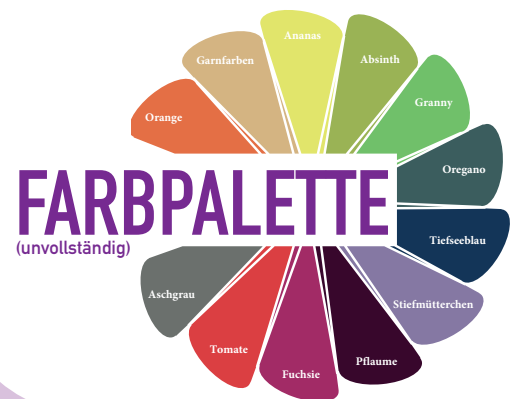 Ananas
Garnfarben
Absinth
Granny
Orange
Oregano
FARBPALETTE
(unvollständig)
Tiefseeblau
Aschgrau
Stiefmütterchen
Tomate
Pflaume
Fuchsie